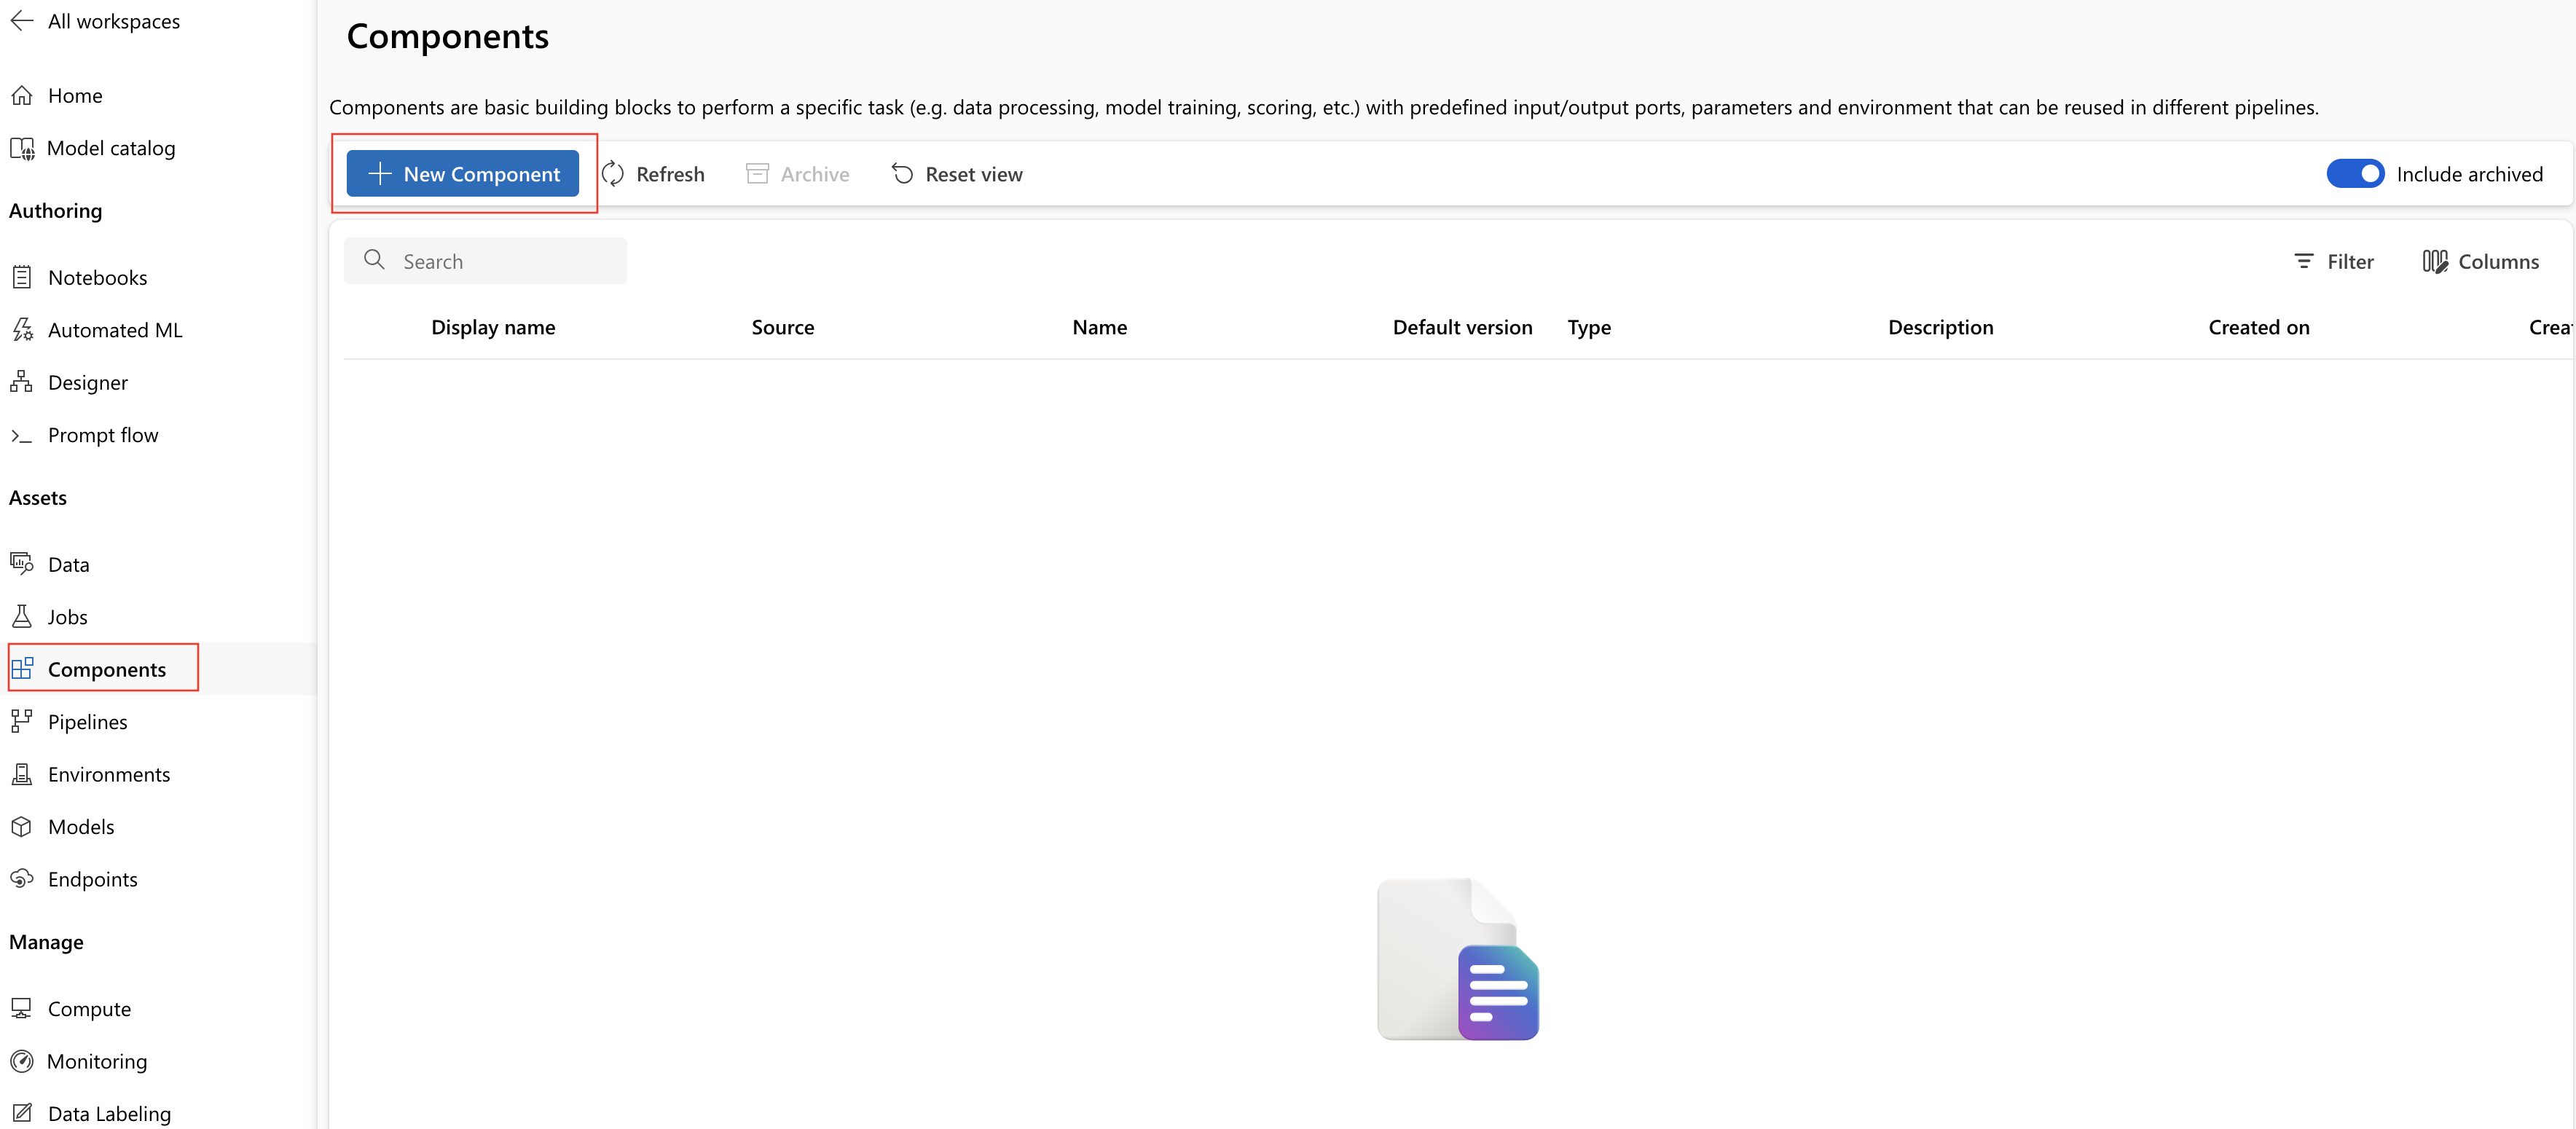 All workspaces
Home
Model catalog
Authoring
Notebooks
Automated ML
Designer
Prompt flow
Assets
Data
Jobs
Components
Pipelines
Environments
Models
Endpoints
Manage
Compute
Monitoring
Data Labeling
Components
Components are basic building blocks to perform a specific task (e.g. data processing, model training, scoring, etc.) with predefined input/output ports, parameters and environment that can be reused in different pipelines.
New Component Refresh Archive Reset view Include archived
Search Filter Columns
Display name Source Name Default version Type Description Created on